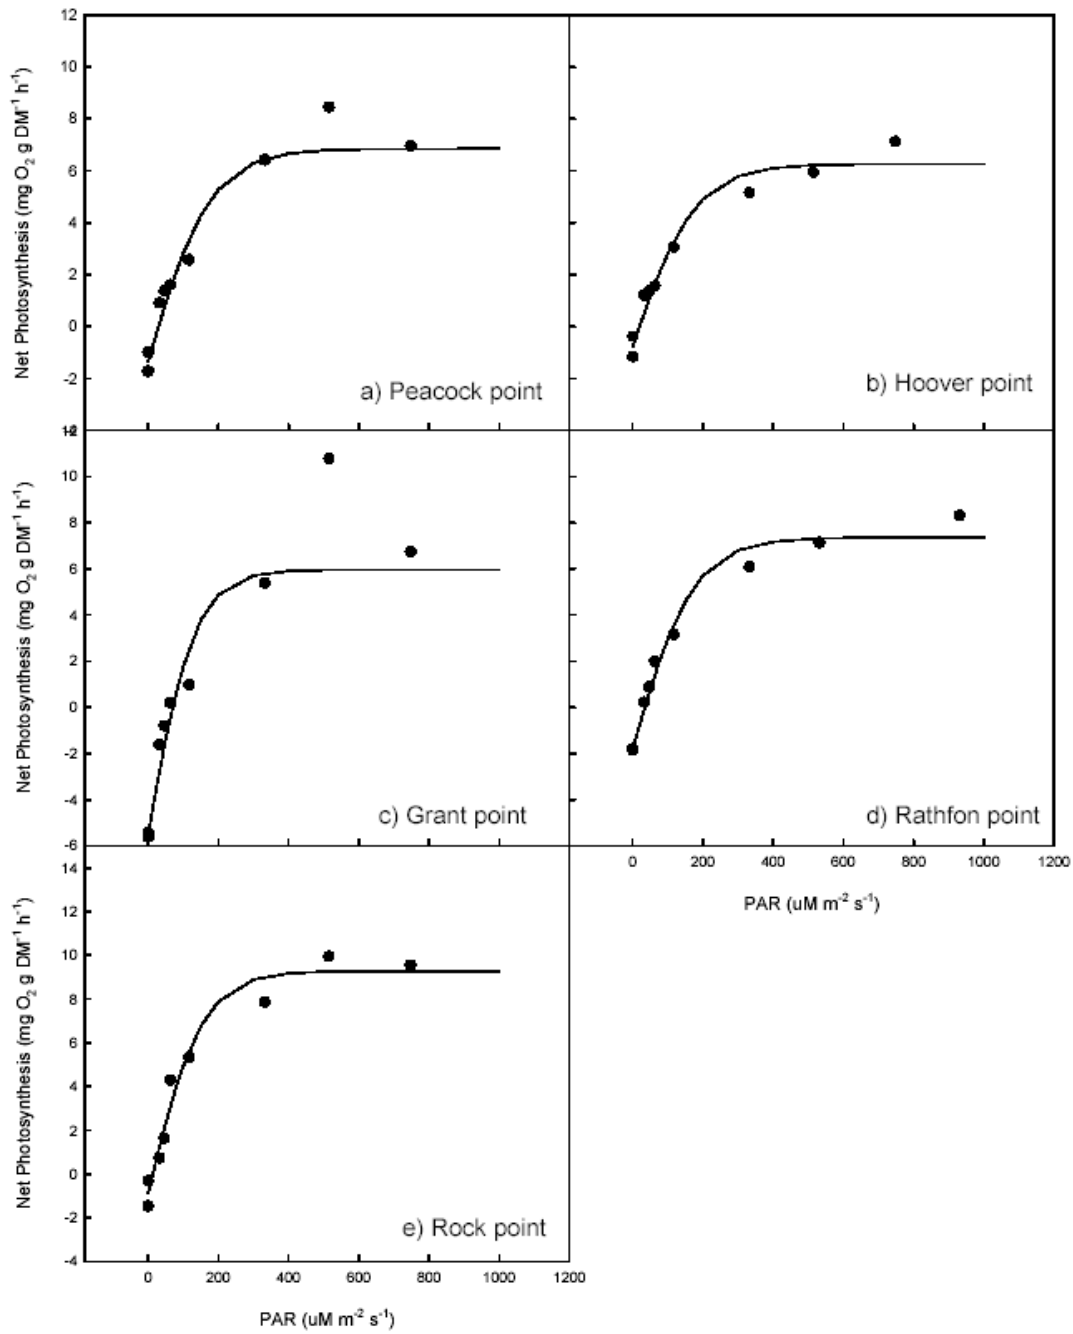 12
10
8
6
4
2
0
-2
Net Photosynthesis (mg O₂ g DM⁻¹ h⁻¹)
a) Peacock point
b) Hoover point
10
8
6
4
2
0
-2
-4
-6
Net Photosynthesis (mg O₂ g DM⁻¹ h⁻¹)
c) Grant point
d) Rathfon point
0 200 400 600 800 1000 1200
PAR (uM m⁻² s⁻¹)
14
12
10
8
6
4
2
0
-2
-4
Net Photosynthesis (mg O₂ g DM⁻¹ h⁻¹)
e) Rock point
0 200 400 600 800 1000 1200
PAR (uM m⁻² s⁻¹)